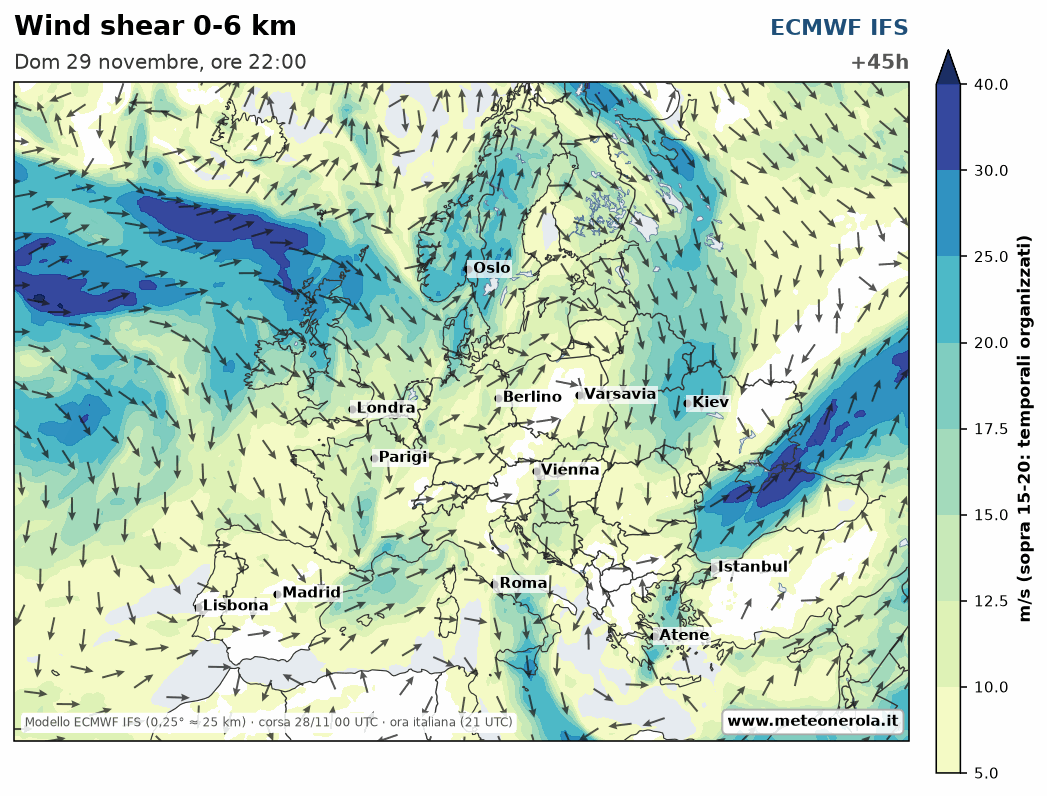 Wind shear 0-6 km
ECMWF IFS
Dom 29 novembre, ore 22:00
+45h
40.0
30.0
25.0
20.0
17.5
15.0
12.5
10.0
5.0
m/s (sopra 15-20: temporali organizzati)
Oslo
Berlino
Varsavia
Kiev
Londra
Parigi
Vienna
Istanbul
Roma
Madrid
Lisbona
Atene
Modello ECMWF IFS (0,25° ≈ 25 km) · corsa 28/11 00 UTC · ora italiana (21 UTC)
www.meteonerola.it